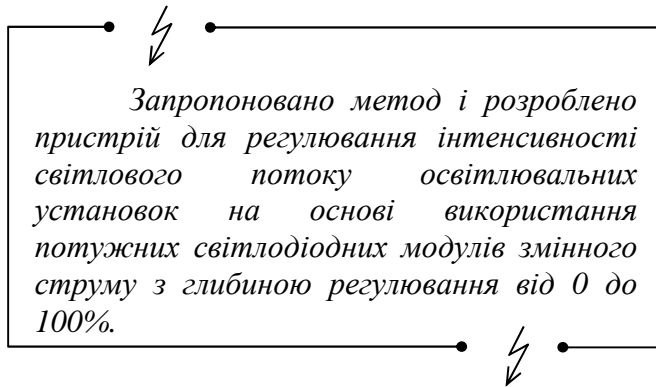 Запропоновано метод і розроблено
пристрій для регулювання інтенсивності
світлового потоку освітлювальних
установок на основі використання
потужних світлодіодних модулів змінного
струму з глибиною регулювання від 0 до
100%.